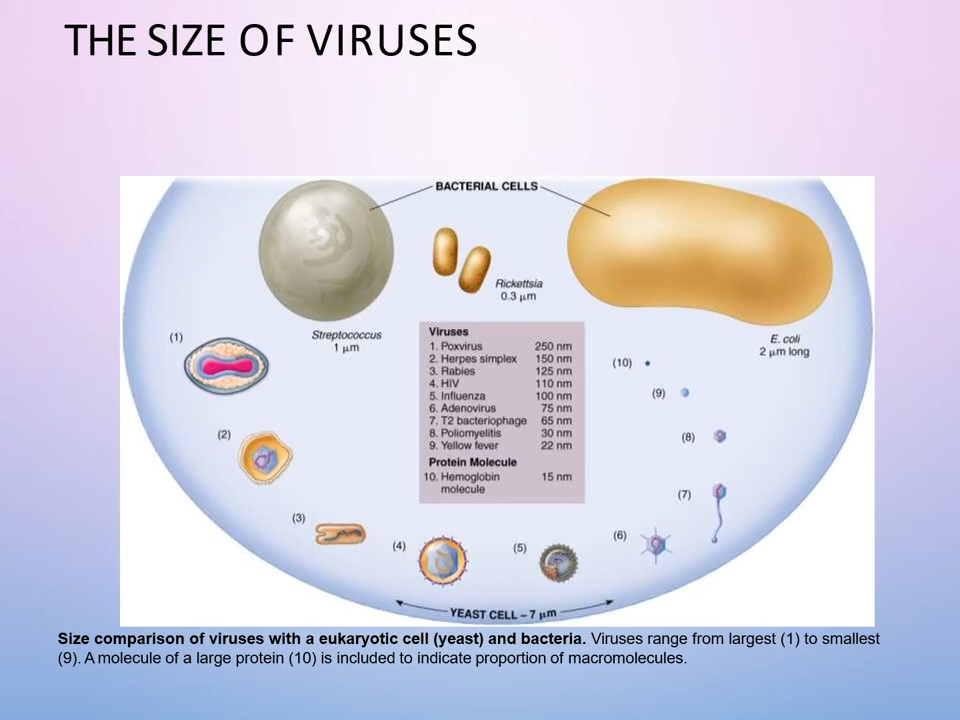 THE SIZE OF VIRUSES
BACTERIAL CELLS
Rickettsia
0.3 μm
Streptococcus
1 μm
E. coli
2 μm long
Viruses
1. Poxvirus 250 nm
2. Herpes simplex 150 nm
3. Rabies 125 nm
4. HIV 110 nm
5. Influenza 100 nm
6. Adenovirus 75 nm
7. T2 bacteriophage 65 nm
8. Poliomyelitis 30 nm
9. Yellow fever 22 nm
Protein Molecule
10. Hemoglobin 15 nm
molecule
(1)
(2)
(3)
(4)
(5)
(6)
(7)
(8)
(9)
(10)
YEAST CELL – 7 μm
Size comparison of viruses with a eukaryotic cell (yeast) and bacteria. Viruses range from largest (1) to smallest
(9). A molecule of a large protein (10) is included to indicate proportion of macromolecules.